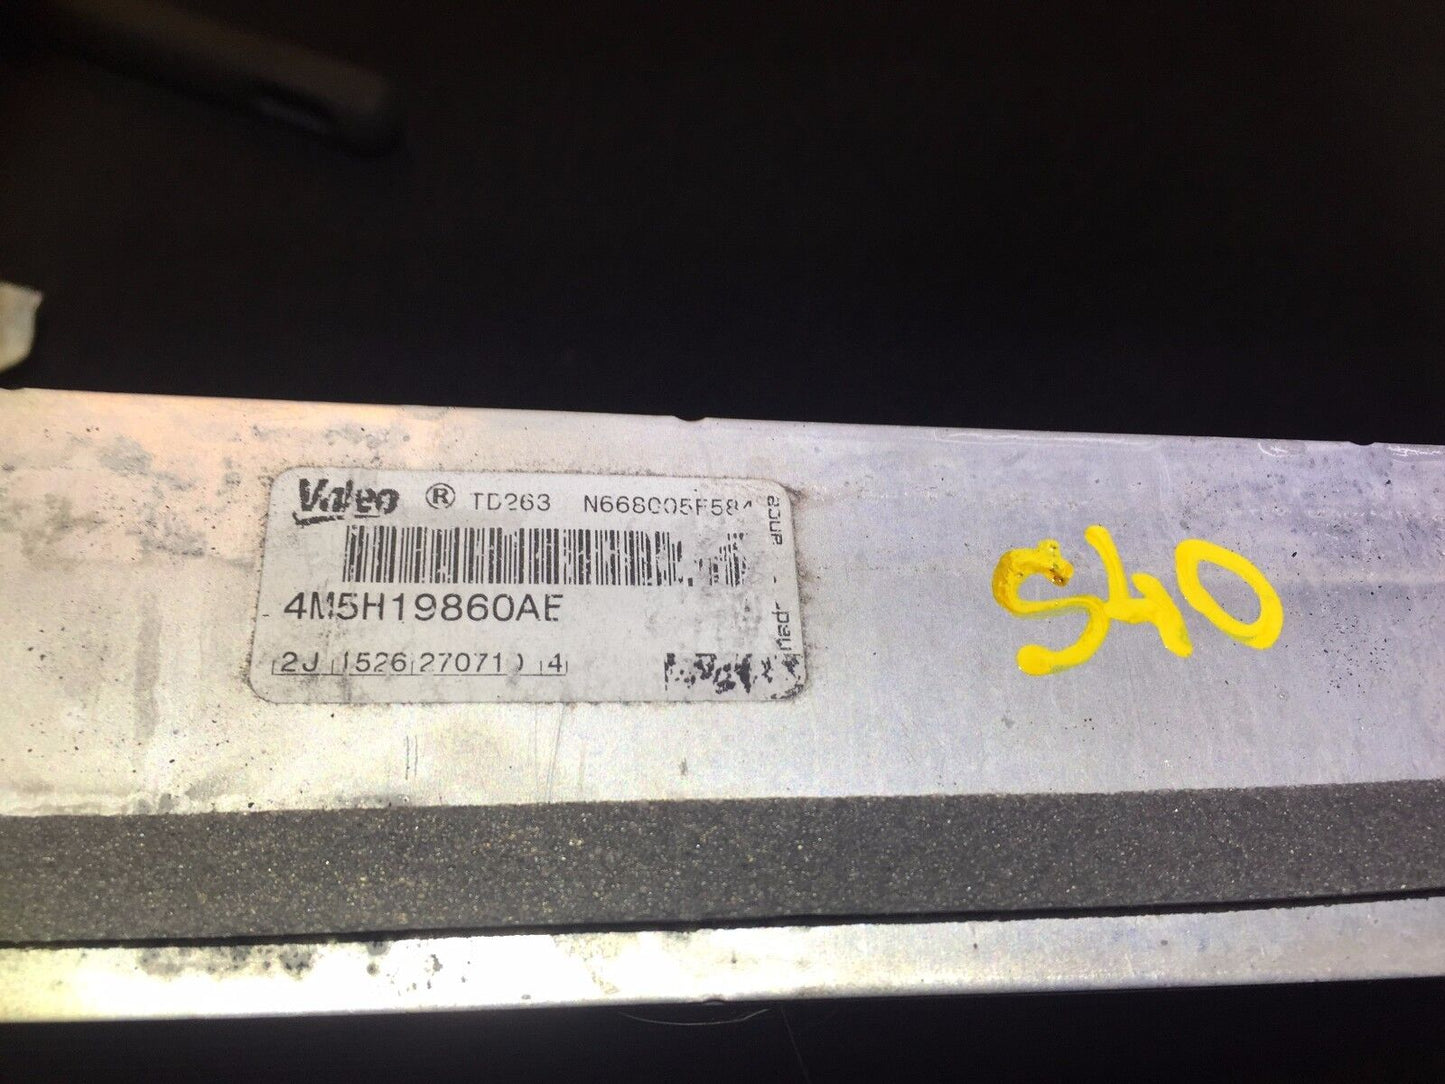 Valeo ® TD263 N668005F584
4M5H19860AE
2J 1526 27071 4
S40